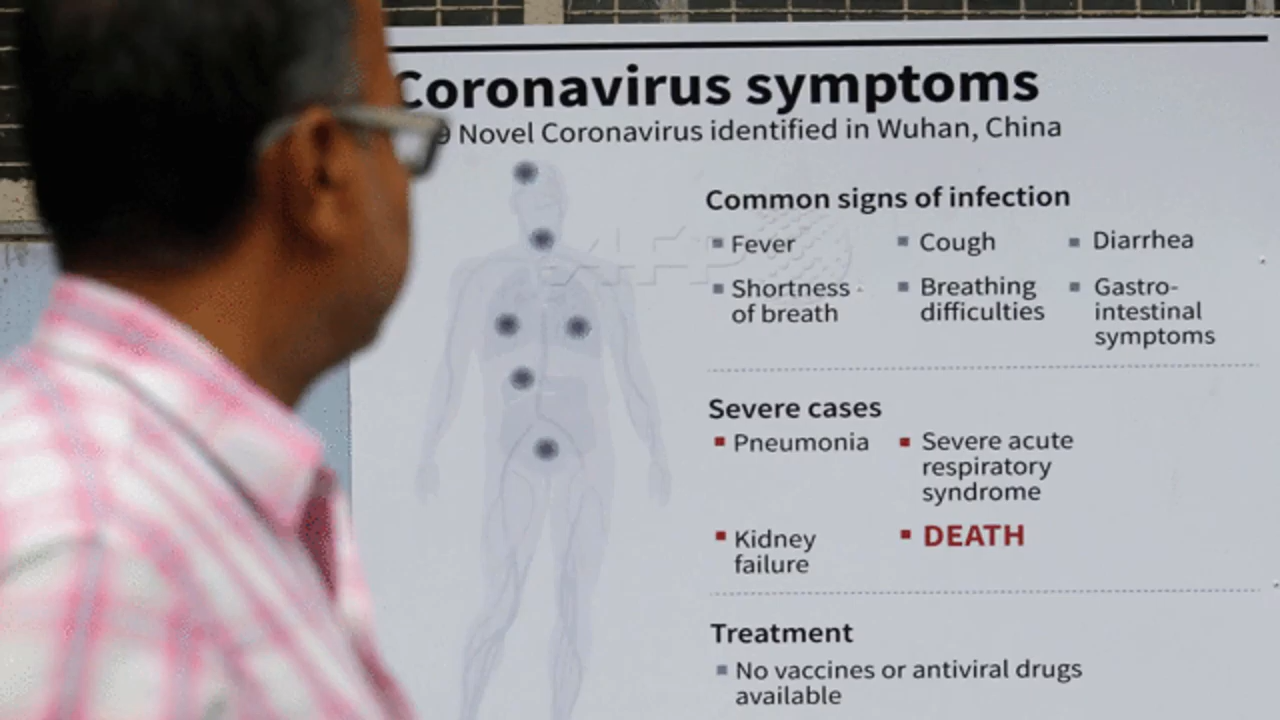 Coronavirus symptoms
9 Novel Coronavirus identified in Wuhan, China
Common signs of infection
Fever
Cough
Diarrhea
Shortness
of breath
Breathing
difficulties
Gastro-
intestinal
symptoms
Severe cases
Pneumonia
Severe acute
respiratory
syndrome
Kidney
failure
DEATH
Treatment
No vaccines or antiviral drugs
available
AFP